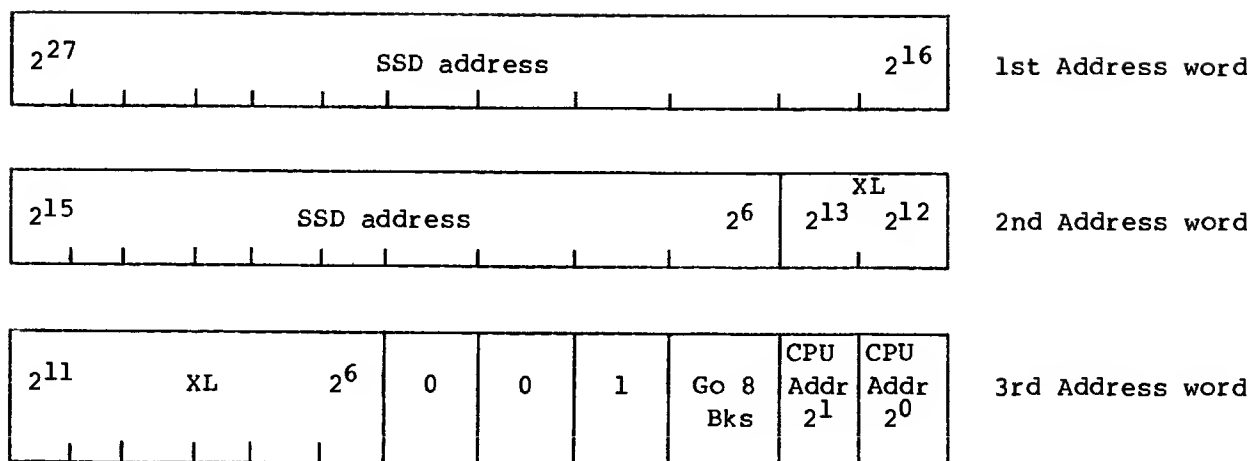 2^27 SSD address 2^16 1st Address word
2^15 SSD address 2^6 XL 2^13 2^12 2nd Address word
2^11 XL 2^6 0 0 1 Go 8 Bks CPU Addr 2^1 CPU Addr 2^0 3rd Address word